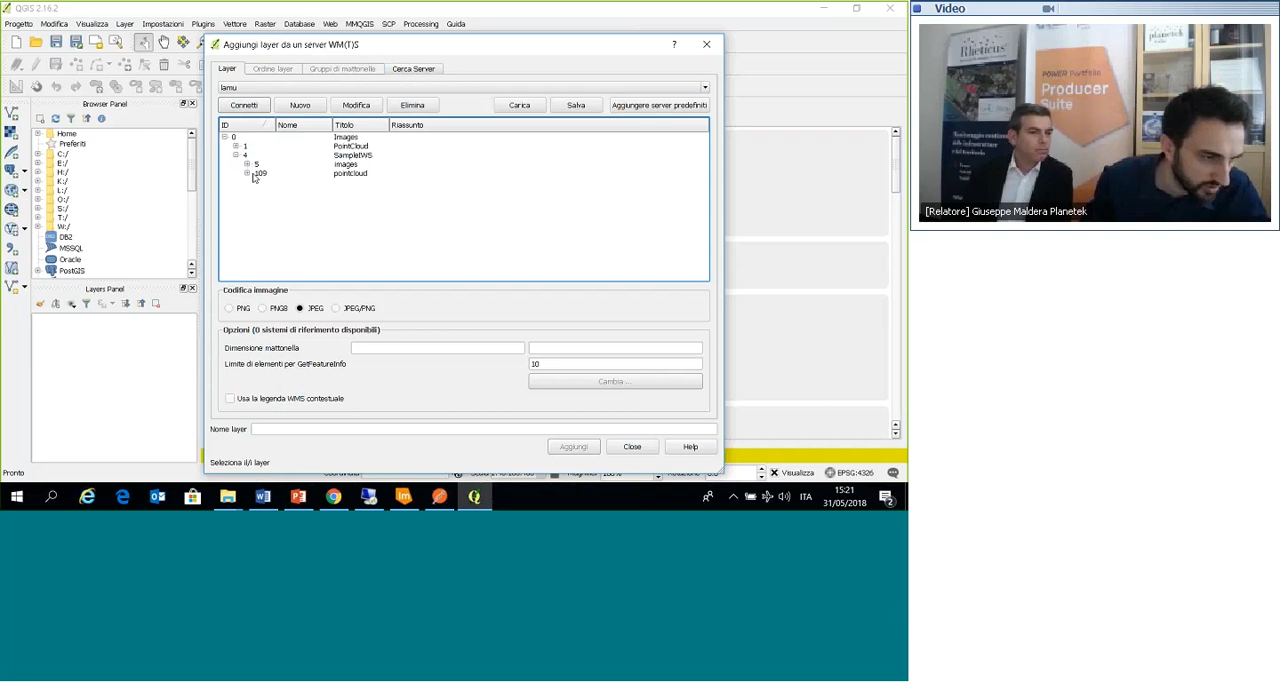 QGIS 2.16.2
Progetto Modifica Visualizza Layer Impostazioni Plugins Vettore Raster Database Web MMQGIS SCP Processing Guida
Aggiungi layer da un server WM(T)S
Layer Ordine layer Gruppi di mattonelle Cerca Server
lamu
Connetti Nuovo Modifica Elimina Carica Salva Aggiungere server predefiniti
ID Nome Titolo Riassunto
0 Images
1 PointCloud
4 SampleIWS
5 images
109 pointcloud
Codifica immagine
PNG PNG8 JPEG JPEG/PNG
Opzioni (0 sistemi di riferimento disponibili)
Dimensione mattonella
Limite di elementi per GetFeatureInfo 10
Cambia ...
Usa la legenda WMS contestuale
Nome layer
Aggiungi Close Help
Seleziona il/i layer
Browser Panel
Home
Preferiti
C:/
E:/
H:/
K:/
L:/
O:/
S:/
T:/
W:/
DB2
MSSQL
Oracle
PostGIS
Layers Panel
Pronto
Visualizza EPSG:4326
ITA
15:21
31/05/2018
2
Video
Rheticus
POWER Portfolio
Producer
Suite
planetek
[Relatore] Giuseppe Maldera Planetek